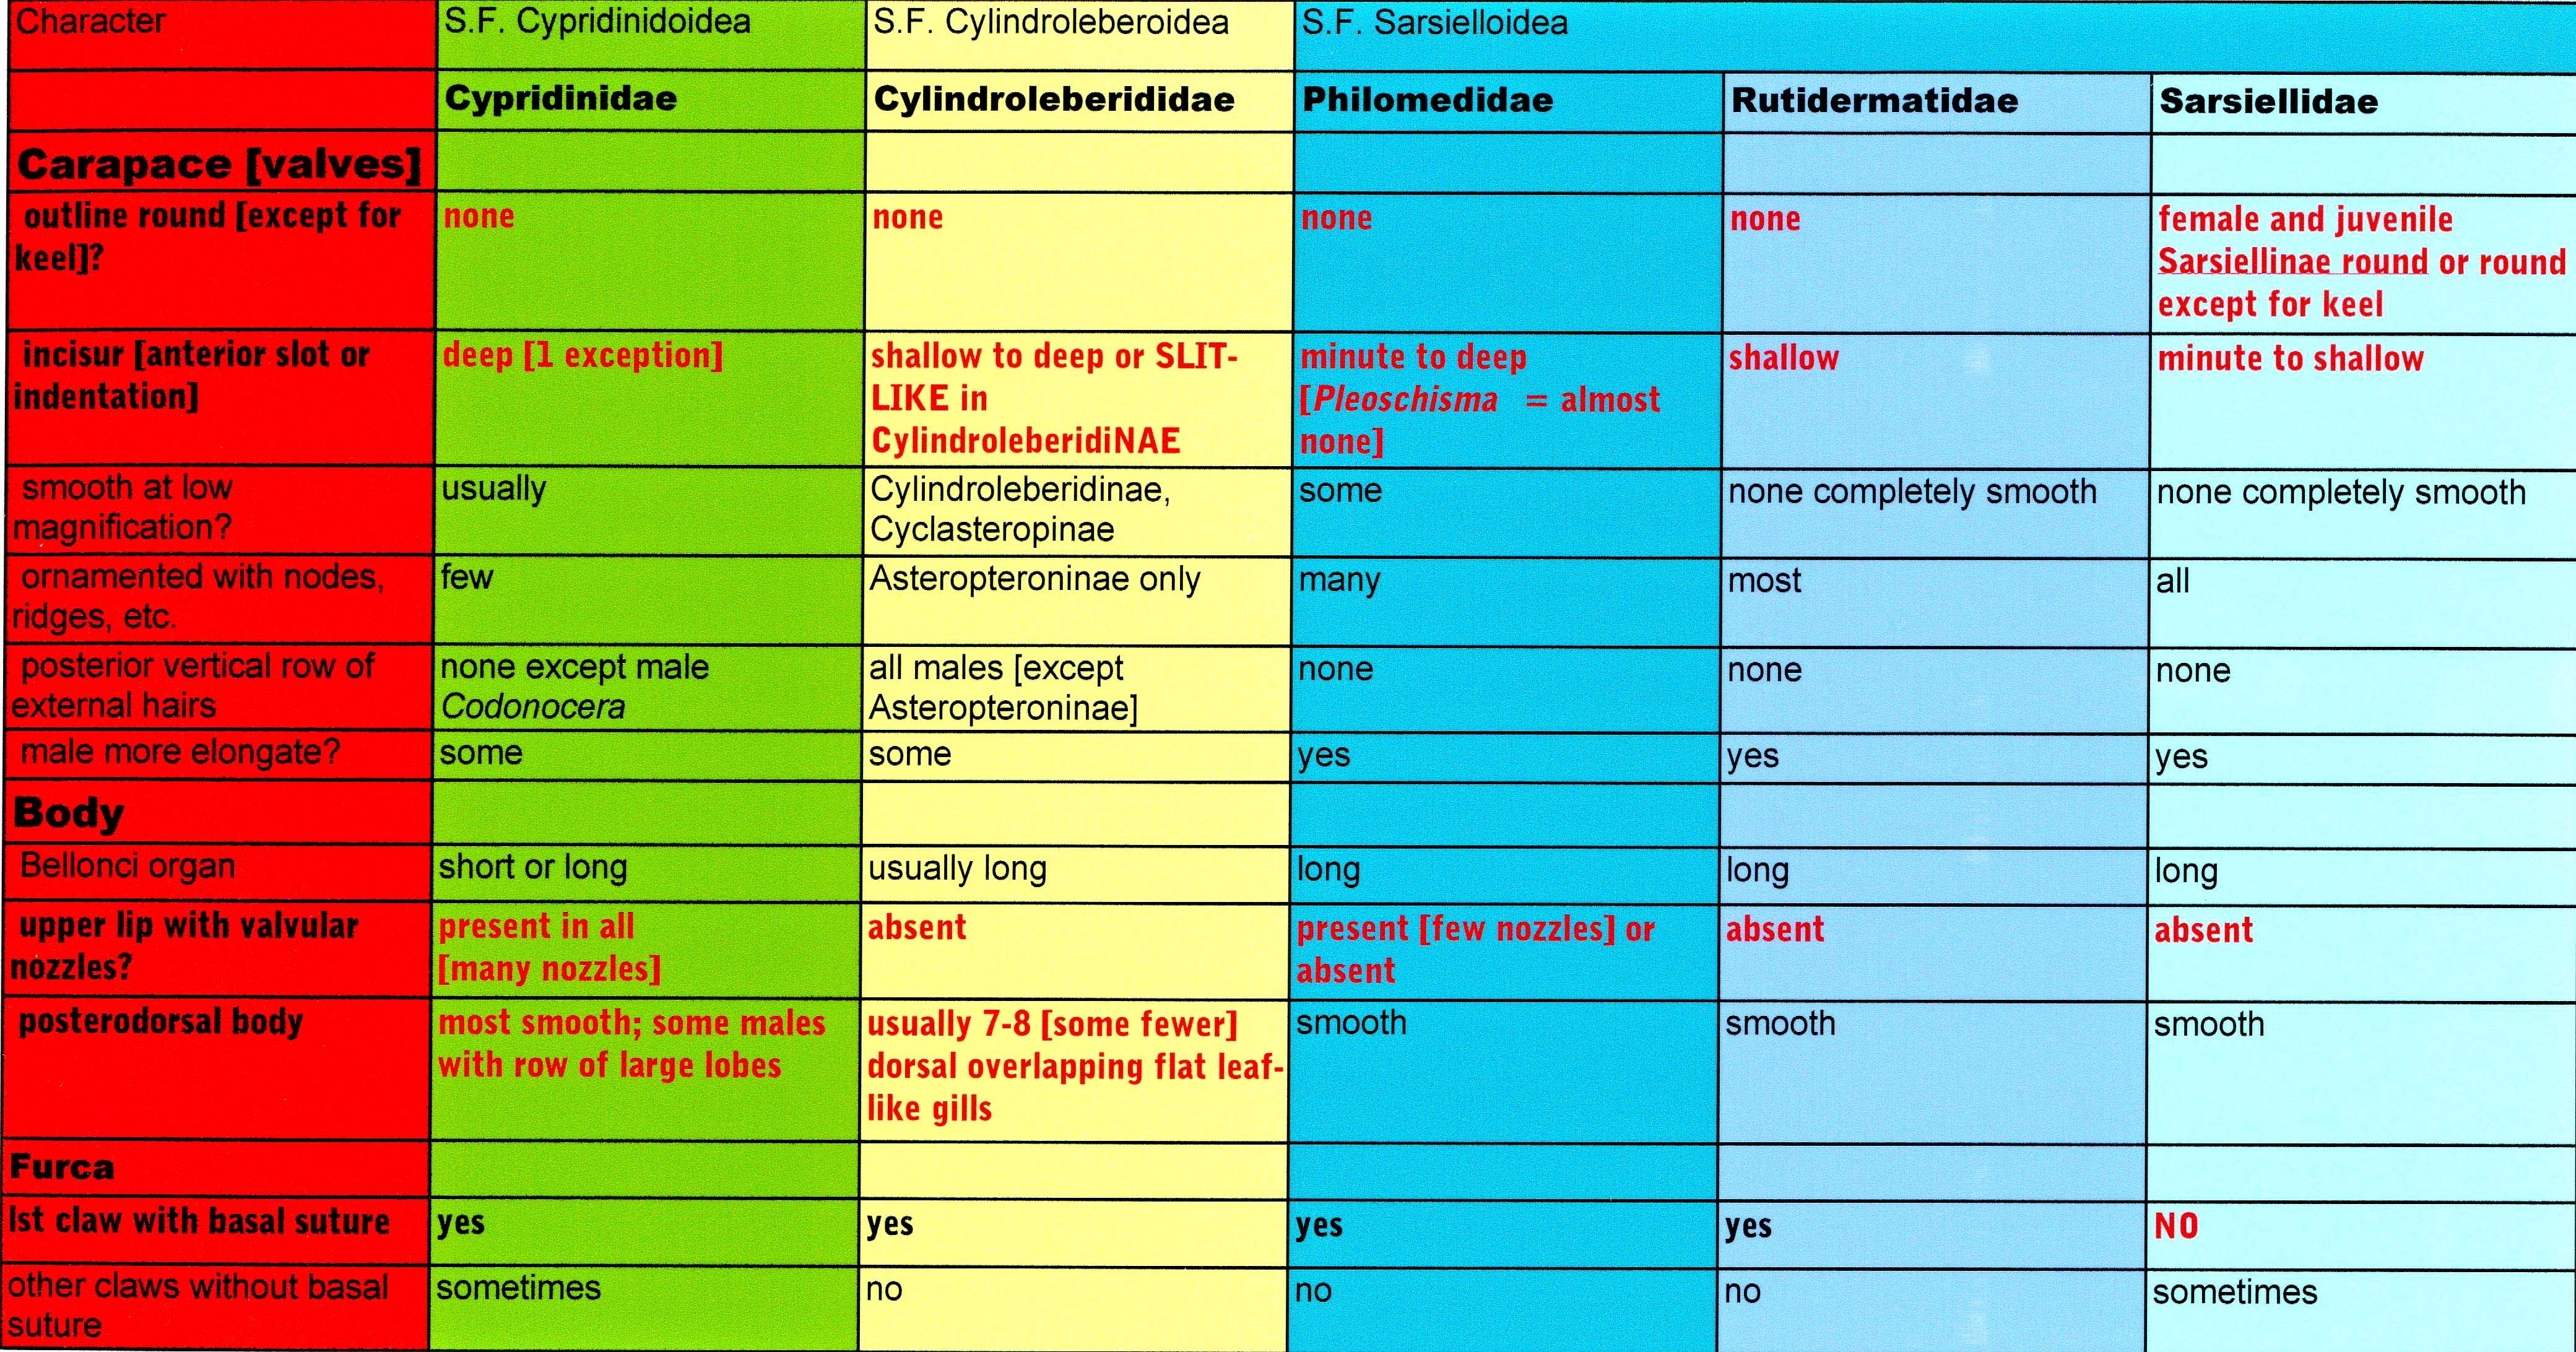 Character
S.F. Cypridinidoidea
S.F. Cylindroleberoidea
S.F. Sarsielloidea
Cypridinidae
Cylindroleberididae
Philomedidae
Rutidermatidae
Sarsiellidae
Carapace [valves]
outline round [except for
keel]?
none
none
none
none
female and juvenile
Sarsiellinae round or round
except for keel
incisur [anterior slot or
indentation]
deep [1 exception]
shallow to deep or SLIT-
LIKE in
CylindroleberidiNAE
minute to deep
[Pleoschisma = almost
none]
shallow
minute to shallow
smooth at low
magnification?
usually
Cylindroleberidinae,
Cyclasteropinae
some
none completely smooth
none completely smooth
ornamented with nodes,
ridges, etc.
few
Asteropteroninae only
many
most
all
posterior vertical row of
external hairs
none except male
Codonocera
all males [except
Asteropteroninae]
none
none
none
male more elongate?
some
some
yes
yes
yes
Body
Bellonci organ
short or long
usually long
long
long
long
upper lip with valvular
nozzles?
present in all
[many nozzles]
absent
present [few nozzles] or
absent
absent
absent
posterodorsal body
most smooth; some males
with row of large lobes
usually 7-8 [some fewer]
dorsal overlapping flat leaf-
like gills
smooth
smooth
smooth
Furca
lst claw with basal suture
yes
yes
yes
yes
NO
other claws without basal
suture
sometimes
no
no
no
sometimes